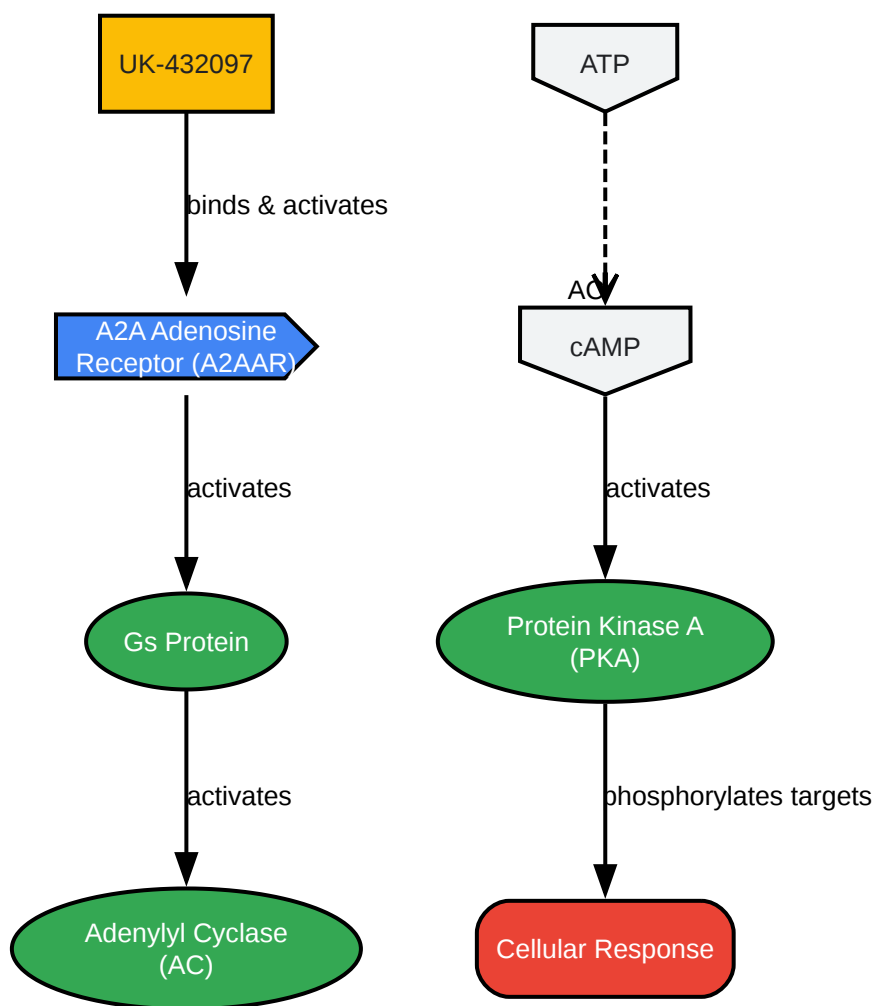 UK-432097
binds & activates
A2A Adenosine
Receptor (A2AAR)
activates
Gs Protein
activates
Adenylyl Cyclase
(AC)
ATP
AC
cAMP
activates
Protein Kinase A
(PKA)
phosphorylates targets
Cellular Response